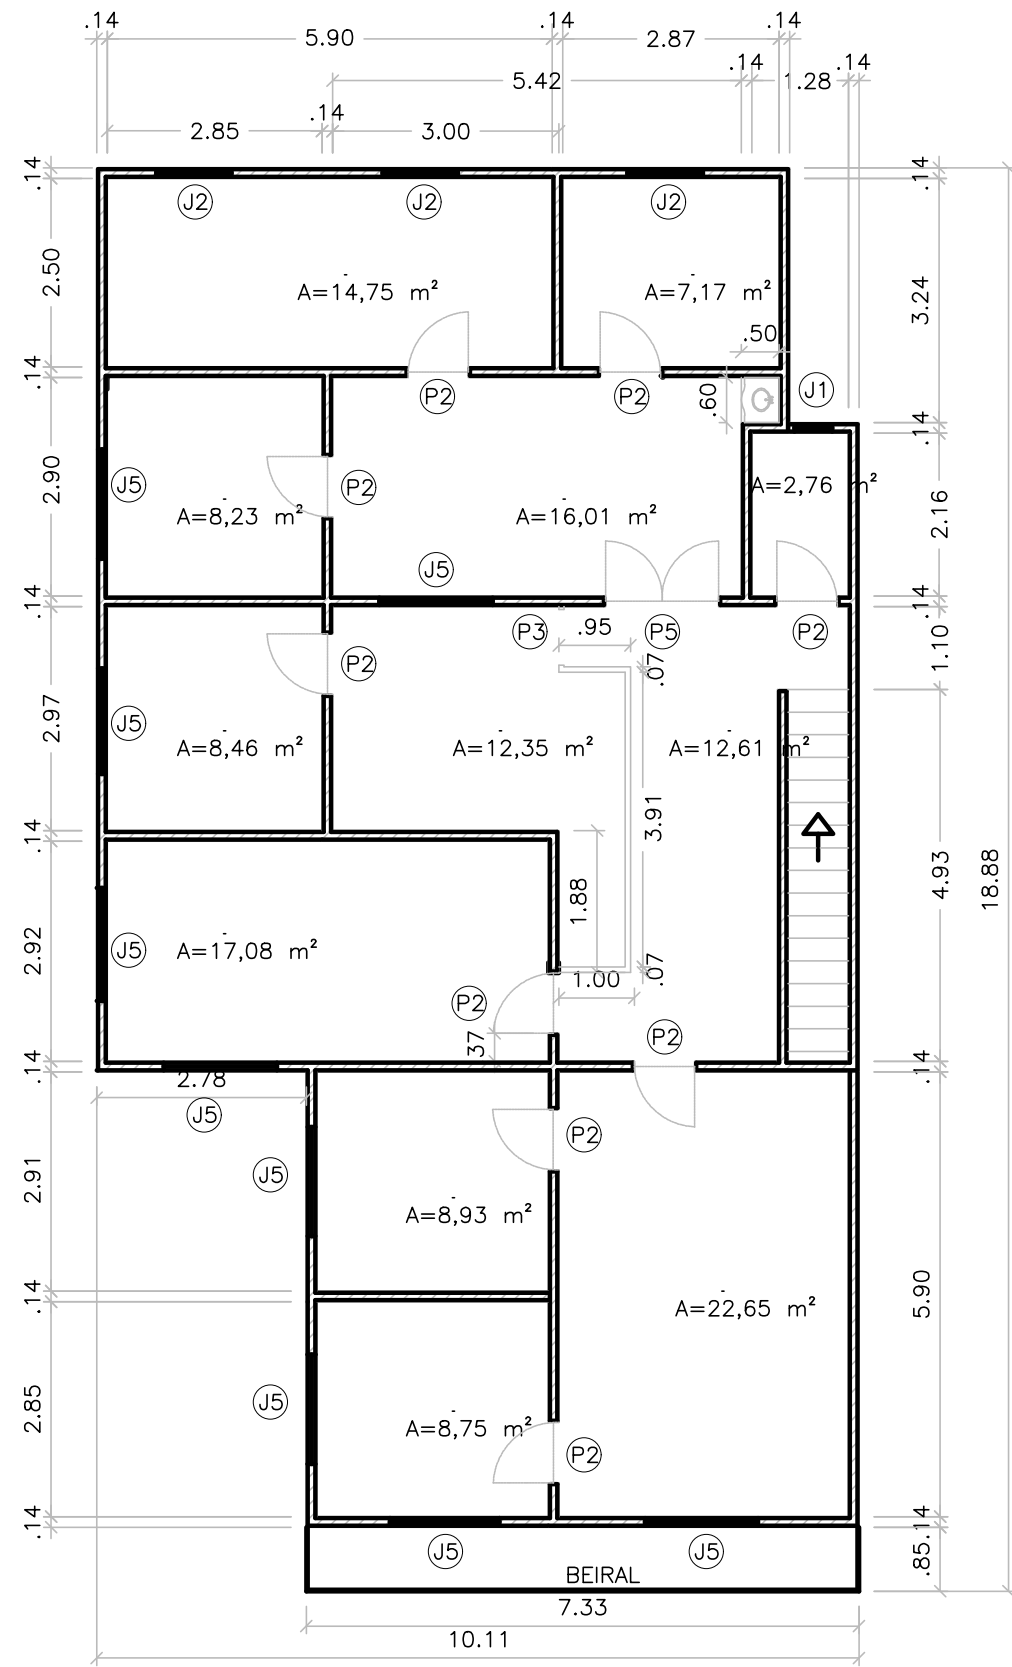 .14 .14 .14
5.90 2.87
.14 .14
5.42 1.28
.14
2.85 3.00
.14 .14
J2 J2 J2
2.50 3.24
A=14,75 m² A=7,17 m²
.50
.14
P2 P2 .60 J1
.14
2.90 J5 P2 A=2,76 m²
A=8,23 m² A=16,01 m² 2.16
J5
.14 .14
P3 .95 P5 P2
P2 .07 1.10
2.97 J5
A=8,46 m² A=12,35 m² A=12,61 m²
3.91
.14
1.88 4.93 18.88
2.92 J5 A=17,08 m²
.07
1.00
P2
37 P2
.14 .14
2.78
J5
P2
2.91 J5
A=8,93 m²
.14 5.90
A=22,65 m²
2.85 J5
A=8,75 m²
P2
.14 .14
J5 J5 .85
BEIRAL
7.33
10.11